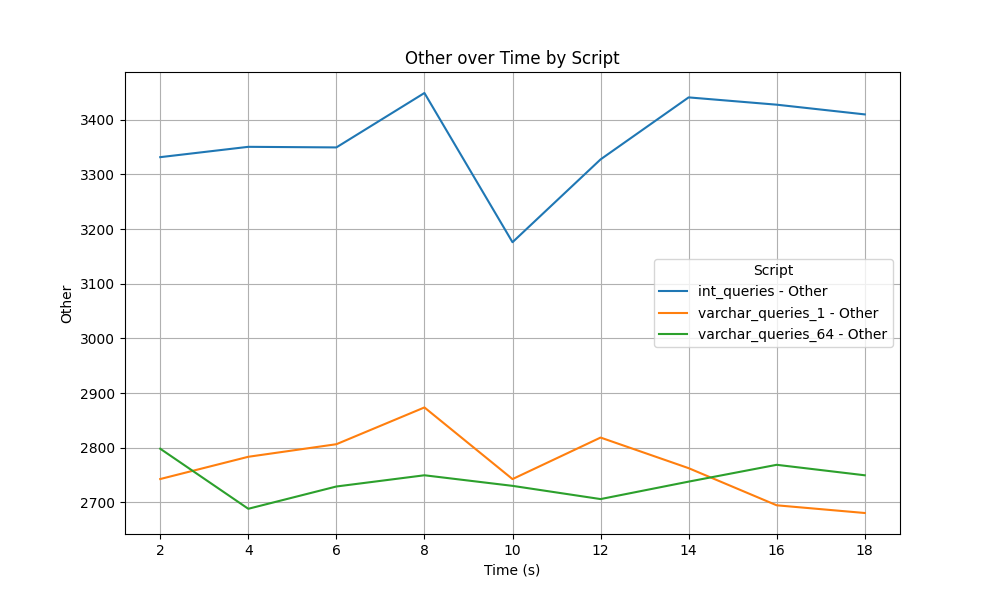 Other over Time by Script
Other
3400
3300
3200
3100
3000
2900
2800
2700
Script
int_queries - Other
varchar_queries_1 - Other
varchar_queries_64 - Other
2 4 6 8 10 12 14 16 18
Time (s)